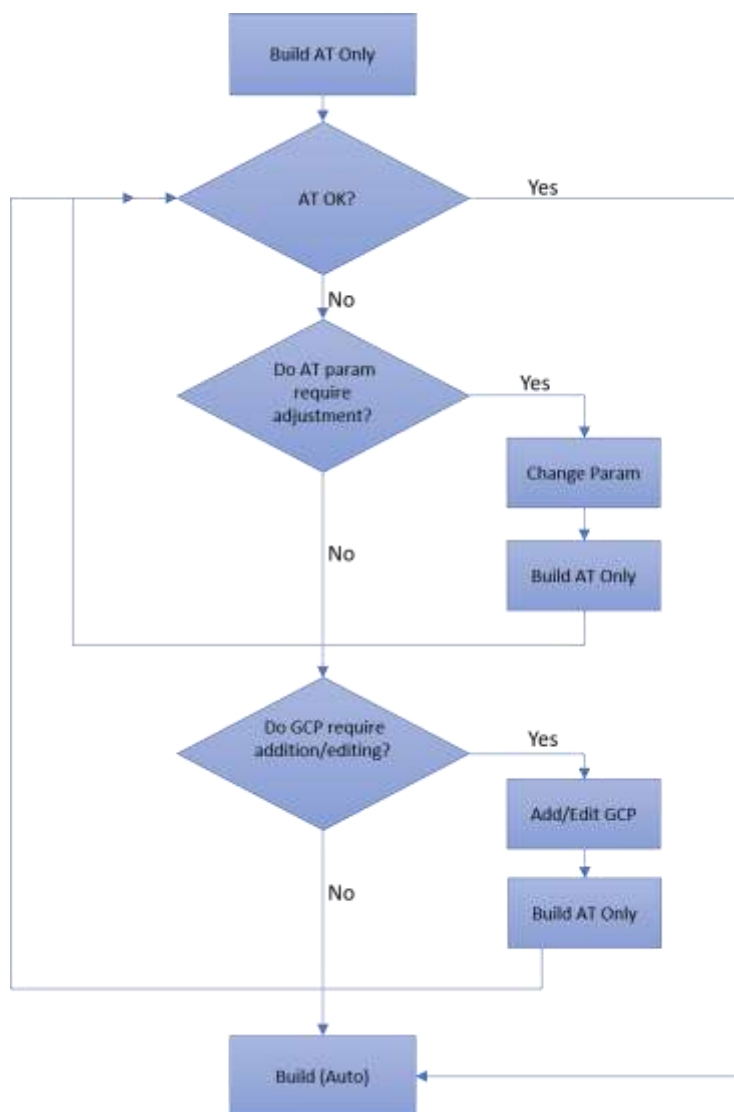 Build AT Only
AT OK?
Yes
No
Do AT param
require
adjustment?
Yes
Change Param
Build AT Only
No
Do GCP require
addition/editing?
Yes
Add/Edit GCP
Build AT Only
No
Build (Auto)